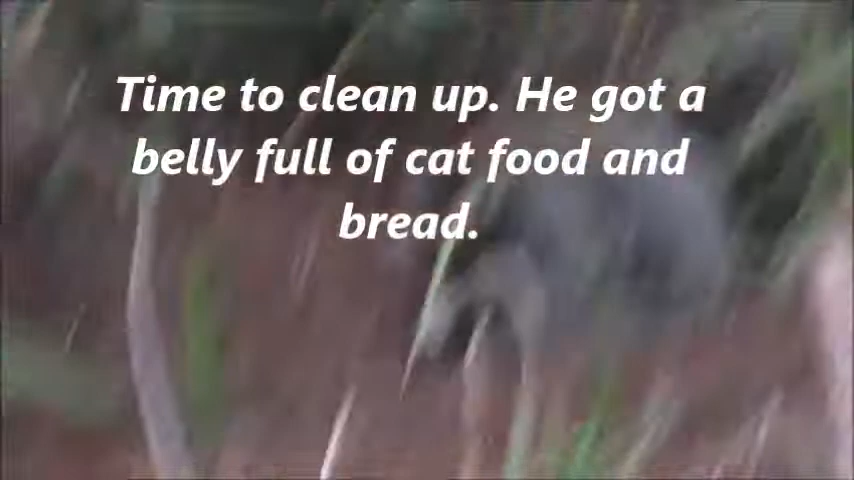 Time to clean up. He got a
belly full of cat food and
bread.